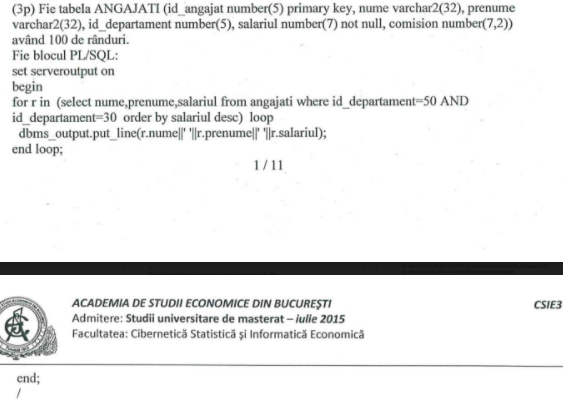 (3p) Fie tabela ANGAJATI (id_angajat number(5) primary key, nume varchar2(32), prenume
varchar2(32), id_departament number(5), salariul number(7) not null, comision number(7,2))
având 100 de rânduri.
Fie blocul PL/SQL:
set serveroutput on
begin
for r in (select nume,prenume,salariul from angajati where id_departament=50 AND
id_departament=30 order by salariul desc) loop
dbms_output.put_line(r.nume||' '||r.prenume||' '||r.salariul);
end loop;
1 / 11
ACADEMIA DE STUDII ECONOMICE DIN BUCUREŞTI
CSIE3
Admitere: Studii universitare de masterat – iulie 2015
Facultatea: Cibernetică Statistică şi Informatică Economică
end;
/